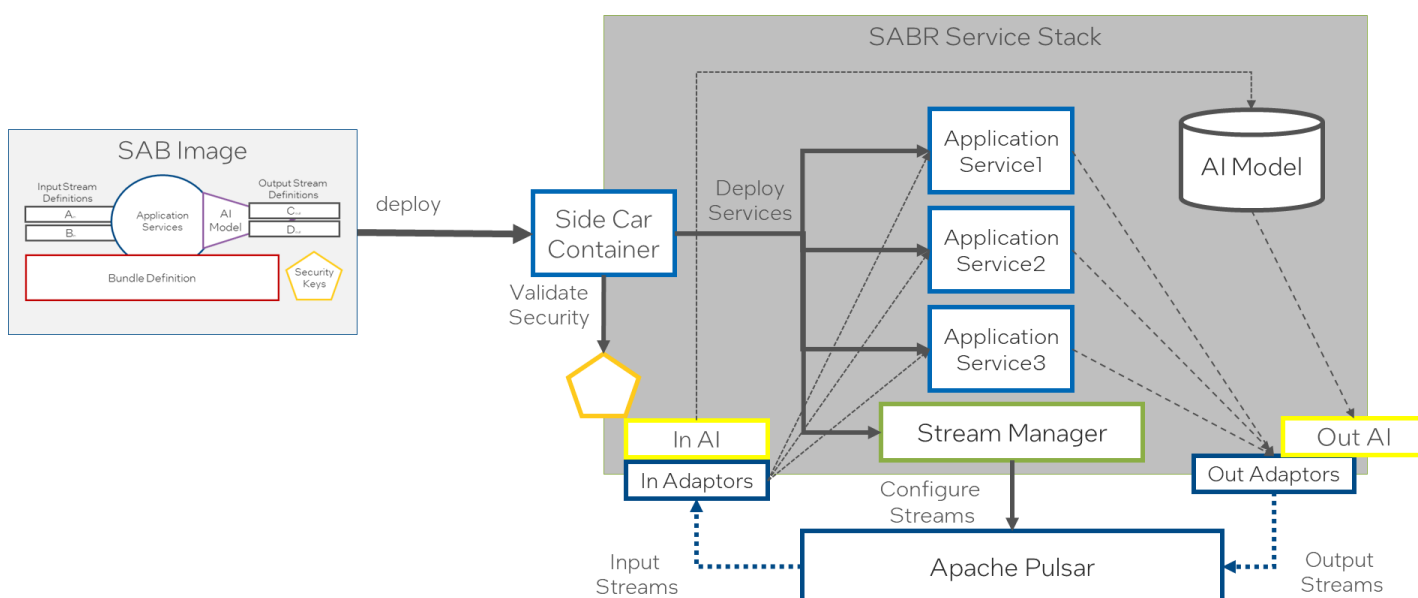 SABR Service Stack
SAB Image
Input Stream
Definitions
A
B
Application
Services
AI
Model
Output Stream
Definitions
C
D
Bundle Definition
Security
Keys
deploy
Side Car
Container
Validate
Security
Deploy
Services
Application
Service1
Application
Service2
Application
Service3
AI Model
Stream Manager
In AI
In Adaptors
Out AI
Out Adaptors
Configure
Streams
Input
Streams
Apache Pulsar
Output
Streams